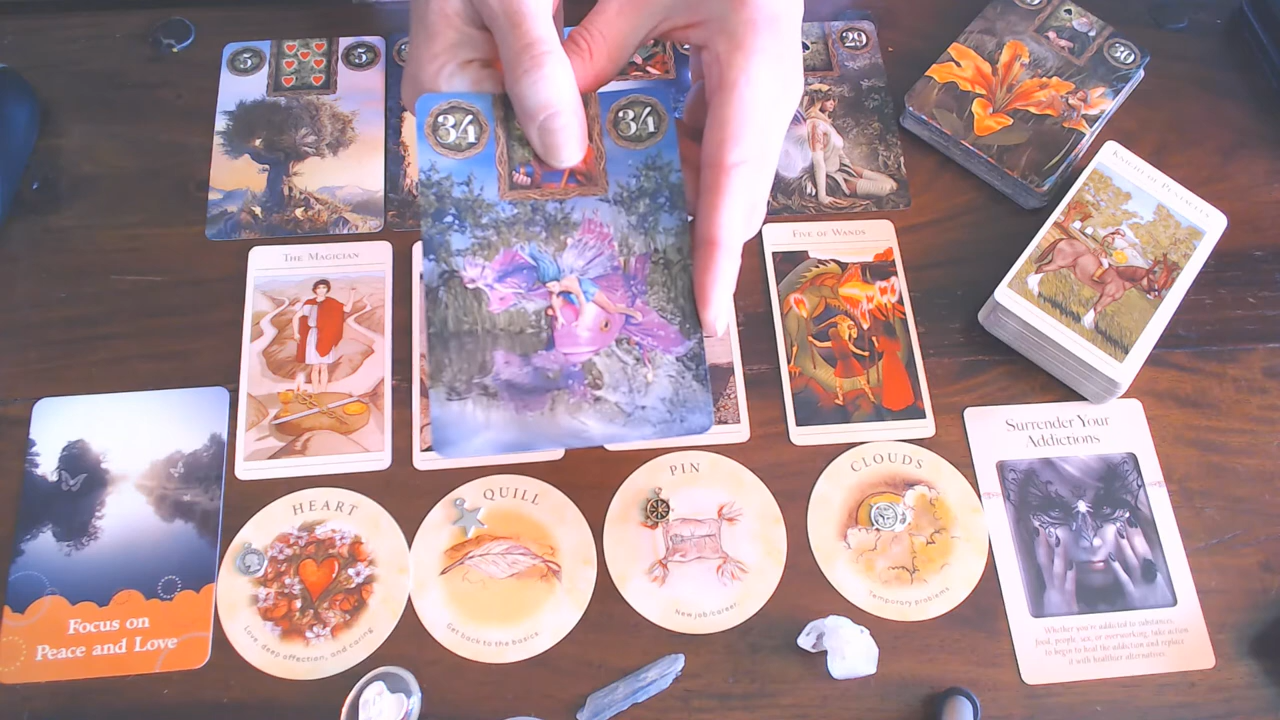 5
5
29
30
34
34
KNIGHT OF PENTACLES
THE MAGICIAN
FIVE OF WANDS
Surrender Your
Addictions
Whether you're addicted to substances,
food, people, sex, or overworking, take action
to begin to heal the addiction and replace
it with healthier alternatives.
Focus on
Peace and Love
HEART
Love, deep affection, and caring
QUILL
Get back to the basics
PIN
New job/career.
CLOUDS
Temporary problems